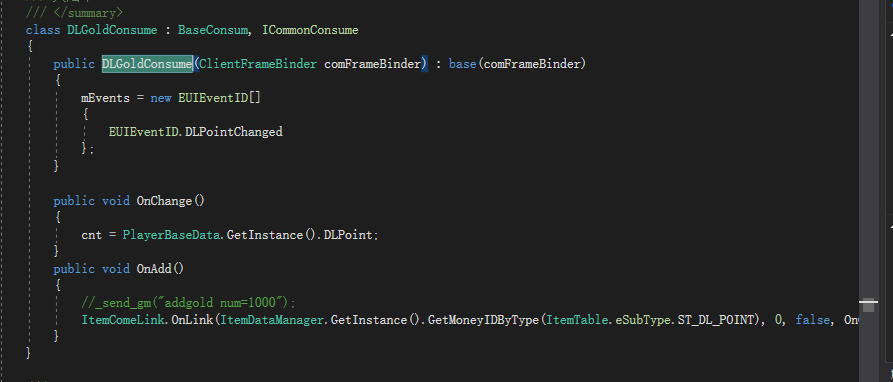 /// </summary>
class DLGoldConsume : BaseConsum, ICommonConsume
{
public DLGoldConsume(ClientFrameBinder comFrameBinder) : base(comFrameBinder)
{
mEvents = new EUIEventID[]
{
EUIEventID.DLPointChanged
};
}
public void OnChange()
{
cnt = PlayerBaseData.GetInstance().DLPoint;
}
public void OnAdd()
{
//_send_gm("addgold num=1000");
ItemComeLink.OnLink(ItemDataManager.GetInstance().GetMoneyIDByType(ItemTable.eSubType.ST_DL_POINT), 0, false,
}
}